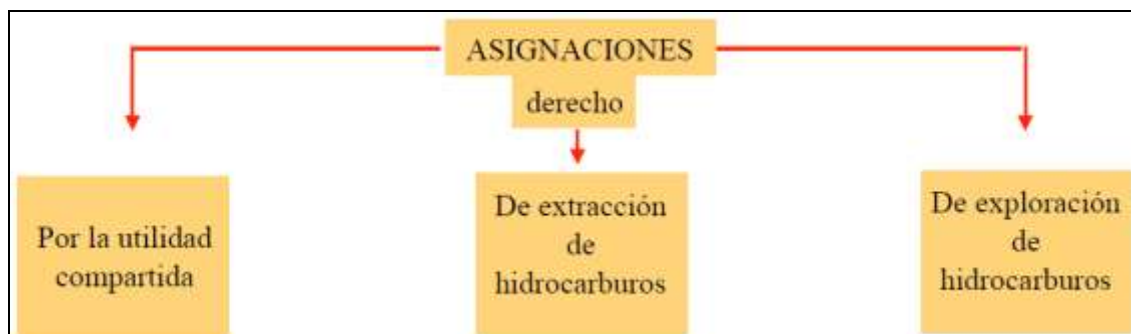 ASIGNACIONES
derecho
Por la utilidad
compartida
De extracción
de
hidrocarburos
De exploración
de
hidrocarburos